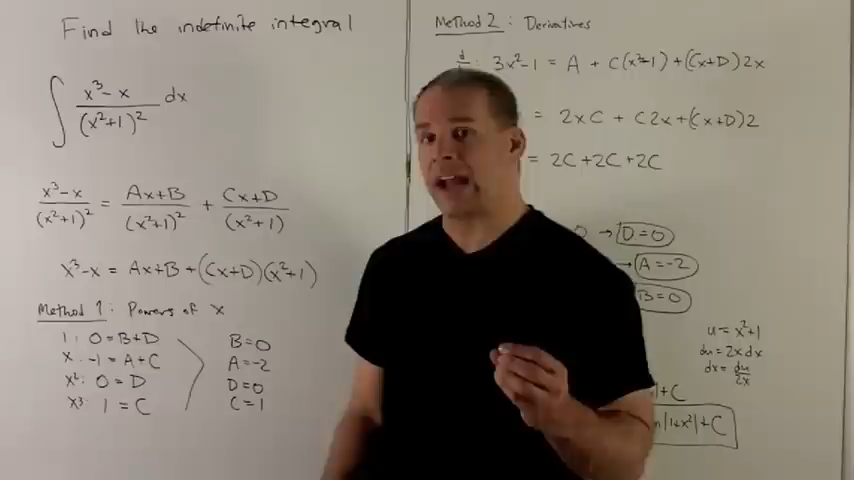 Find the indefinite integral
∫ x³-x / (x²+1)² dx
x³-x / (x²+1)² = Ax+B / (x²+1)² + Cx+D / (x²+1)
x³-x = Ax+B + (Cx+D)(x²+1)
Method 1: Powers of x
1: 0=B+D
x: -1=A+C
x²: 0=D
x³: 1=C
B=0
A=-2
D=0
C=1
Method 2: Derivatives
3x²-1 = A + C(x²+1) + (Cx+D)2x
= 2xC + C2x + (Cx+D)2
= 2C+2C+2C
→ D=0
→ A=-2
B=0
u = x²+1
du = 2x dx
dx = du/2x
|+C
|1+x²|+C